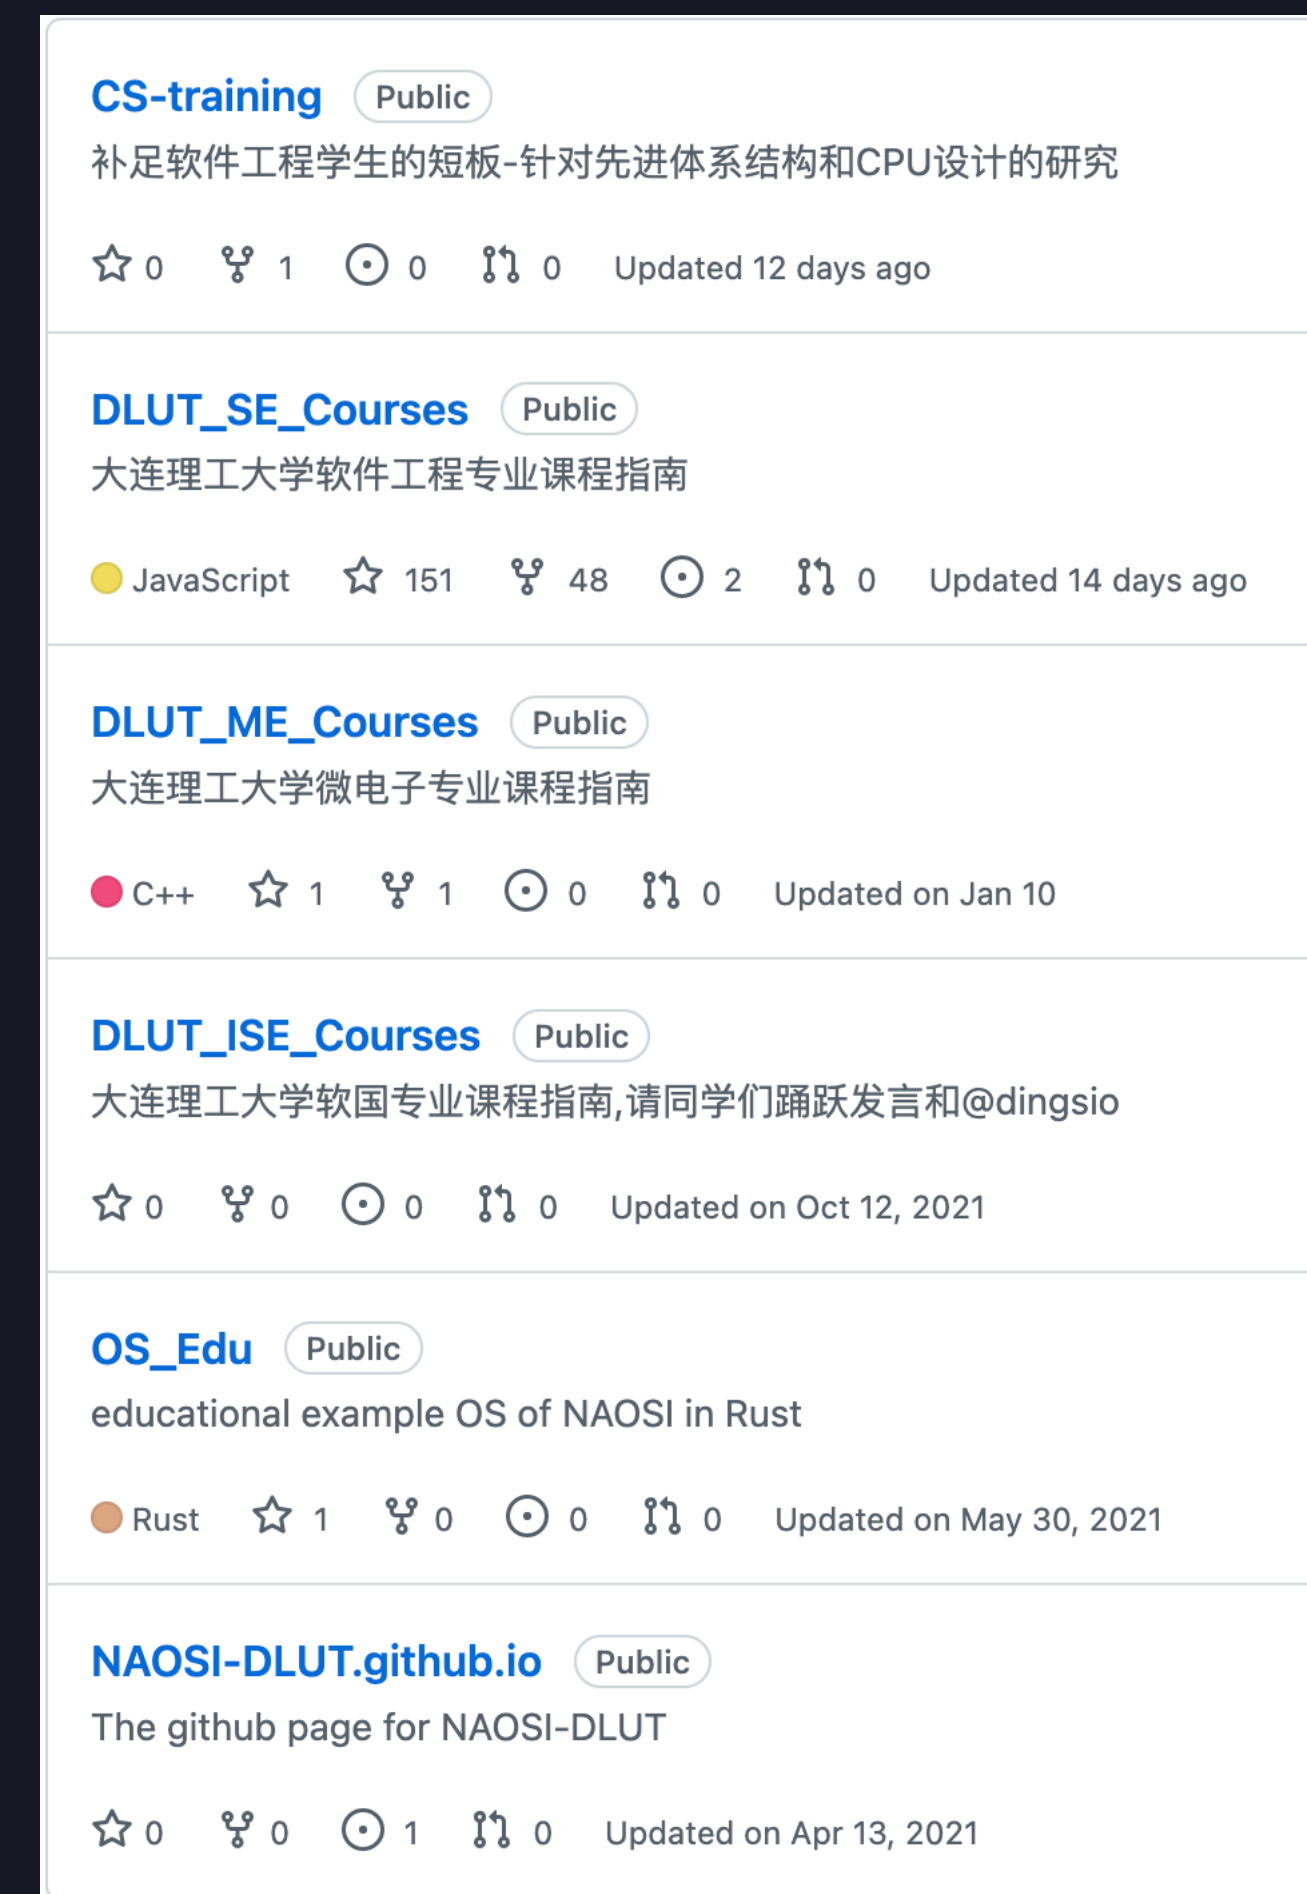 CS-training Public
补足软件工程学生的短板-针对先进体系结构和CPU设计的研究
0 1 0 0 Updated 12 days ago
DLUT_SE_Courses Public
大连理工大学软件工程专业课程指南
JavaScript 151 48 2 0 Updated 14 days ago
DLUT_ME_Courses Public
大连理工大学微电子专业课程指南
C++ 1 1 0 0 Updated on Jan 10
DLUT_ISE_Courses Public
大连理工大学软国专业课程指南,请同学们踊跃发言和@dingsio
0 0 0 0 Updated on Oct 12, 2021
OS_Edu Public
educational example OS of NAOSI in Rust
Rust 1 0 0 0 Updated on May 30, 2021
NAOSI-DLUT.github.io Public
The github page for NAOSI-DLUT
0 0 1 0 Updated on Apr 13, 2021